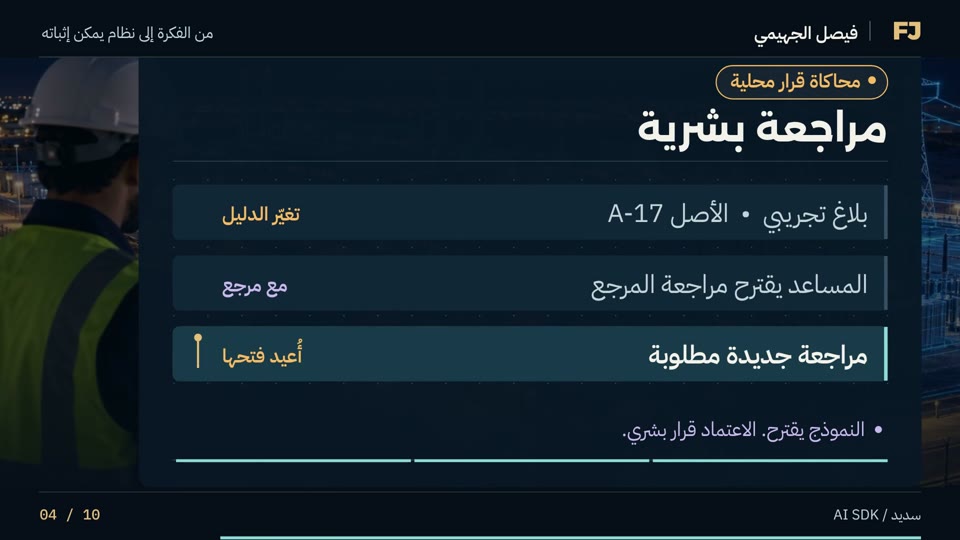 FJ | فيصل الجهيمي
من الفكرة إلى نظام يمكن إثباته
• محاكاة قرار محلية
مراجعة بشرية
بلاغ تجريبي • الأصل A-17
تغيّر الدليل
المساعد يقترح مراجعة المرجع
مع مرجع
مراجعة جديدة مطلوبة
أُعيد فتحها
• النموذج يقترح. الاعتماد قرار بشري.
سديد / AI SDK
04 / 10